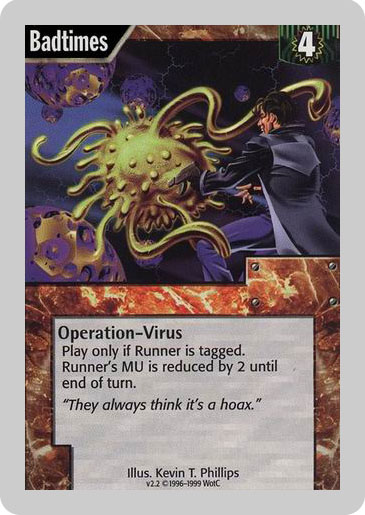 Badtimes
4
Operation-Virus
Play only if Runner is tagged.
Runner's MU is reduced by 2 until
end of turn.
"They always think it's a hoax."
Illus. Kevin T. Phillips
v2.2 ©1996-1999 WotC